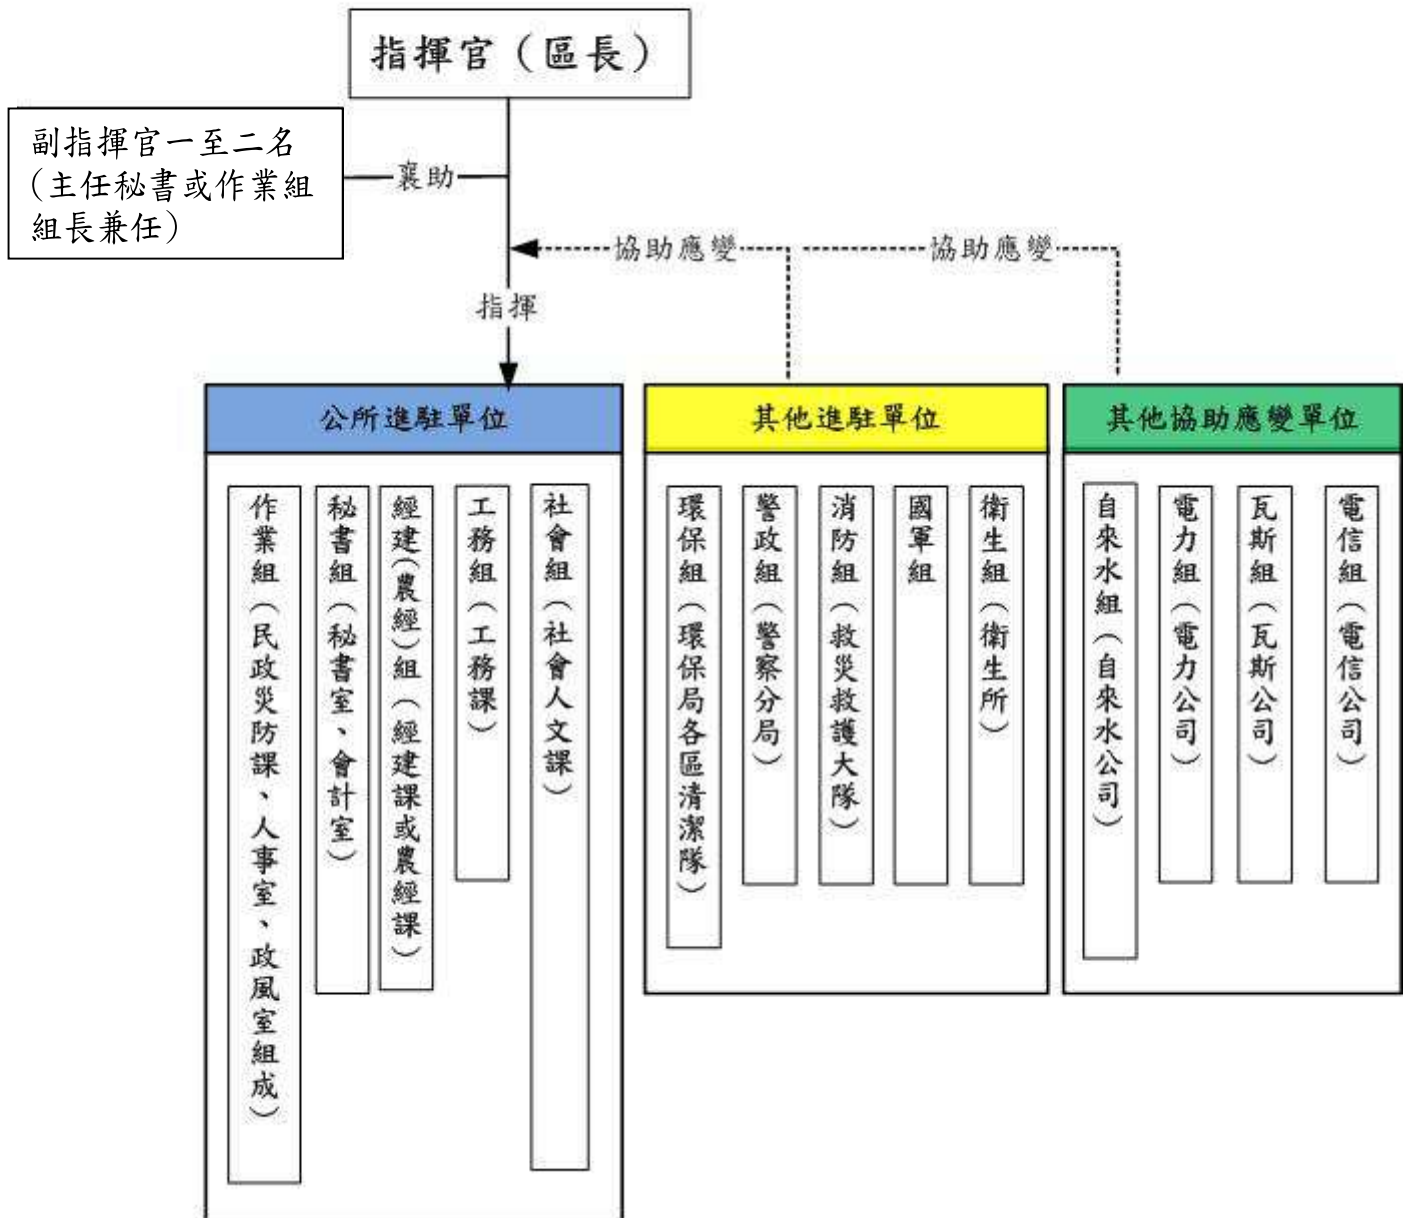 指揮官（區長）
副指揮官一至二名
（主任秘書或作業組
組長兼任）
襄助
協助應變
協助應變
指揮
公所進駐單位
作業組（民政災防課、人事室、政風室組成）
秘書組（秘書室、會計室）
經建（農經）組（經建課或農經課）
工務組（工務課）
社會組（社會人文課）
其他進駐單位
環保組（環保局各區清潔隊）
警政組（警察分局）
消防組（救災救護大隊）
國軍組
衛生組（衛生所）
其他協助應變單位
自來水組（自來水公司）
電力組（電力公司）
瓦斯組（瓦斯公司）
電信組（電信公司）